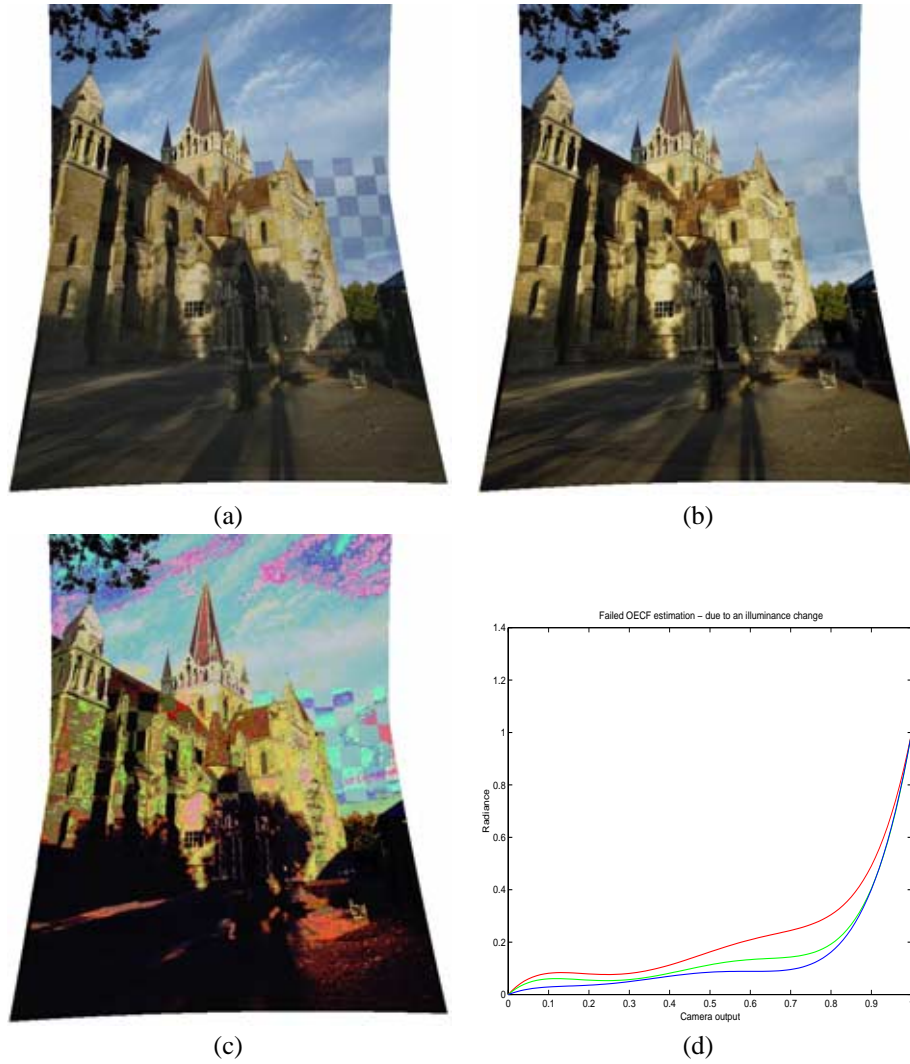 (a)
(b)
(c)
Failed OECF estimation − due to an illuminance change
1.4
1.2
1
0.8
0.6
0.4
0.2
0
Radiance
0
0.1
0.2
0.3
0.4
0.5
0.6
0.7
0.8
0.9
Camera output
(d)